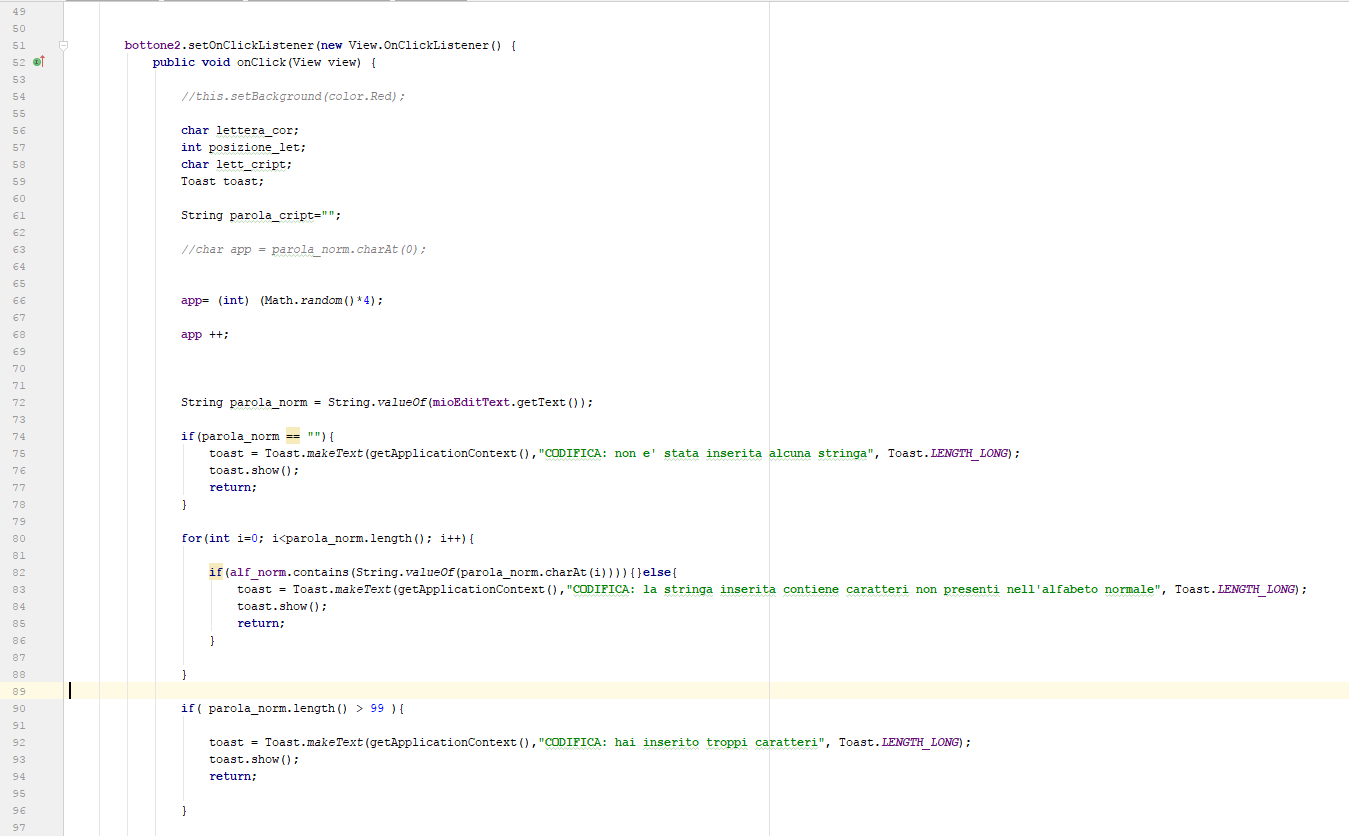 49
50
51 bottone2.setOnClickListener(new View.OnClickListener() {
52 public void onClick(View view) {
53
54 //this.setBackground(color.Red);
55
56 char lettera_cor;
57 int posizione_let;
58 char lett_cript;
59 Toast toast;
60
61 String parola_cript="";
62
63 //char app = parola_norm.charAt(0);
64
65
66 app= (int) (Math.random()*4);
67
68 app ++;
69
70
71
72 String parola_norm = String.valueOf(mioEditText.getText());
73
74 if(parola_norm == ""){
75 toast = Toast.makeText(getApplicationContext(),"CODIFICA: non e' stata inserita alcuna stringa", Toast.LENGTH_LONG);
76 toast.show();
77 return;
78 }
79
80 for(int i=0; i<parola_norm.length(); i++){
81
82 if(alf_norm.contains(String.valueOf(parola_norm.charAt(i)))){}else{
83 toast = Toast.makeText(getApplicationContext(),"CODIFICA: la stringa inserita contiene caratteri non presenti nell'alfabeto normale", Toast.LENGTH_LONG);
84 toast.show();
85 return;
86 }
87
88 }
89
90 if( parola_norm.length() > 99 ){
91
92 toast = Toast.makeText(getApplicationContext(),"CODIFICA: hai inserito troppi caratteri", Toast.LENGTH_LONG);
93 toast.show();
94 return;
95
96 }
97